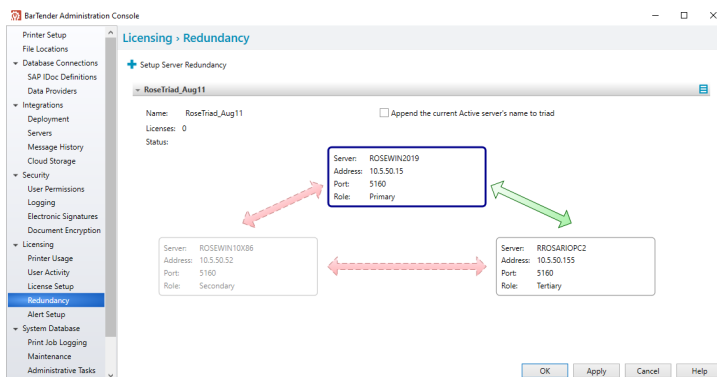 BarTender Administration Console
Printer Setup
File Locations
Database Connections
SAP IDoc Definitions
Data Providers
Integrations
Deployment
Servers
Message History
Cloud Storage
Security
User Permissions
Logging
Electronic Signatures
Document Encryption
Licensing
Printer Usage
User Activity
License Setup
Redundancy
Alert Setup
System Database
Print Job Logging
Maintenance
Administrative Tasks
Licensing › Redundancy
Setup Server Redundancy
RoseTriad_Aug11
Name: RoseTriad_Aug11
Append the current Active server's name to triad
Licenses: 0
Status:
Server: ROSEWIN2019
Address: 10.5.50.15
Port: 5160
Role: Primary
Server: ROSEWIN10X86
Address: 10.5.50.52
Port: 5160
Role: Secondary
Server: RROSARIOPC2
Address: 10.5.50.155
Port: 5160
Role: Tertiary
OK Apply Cancel Help